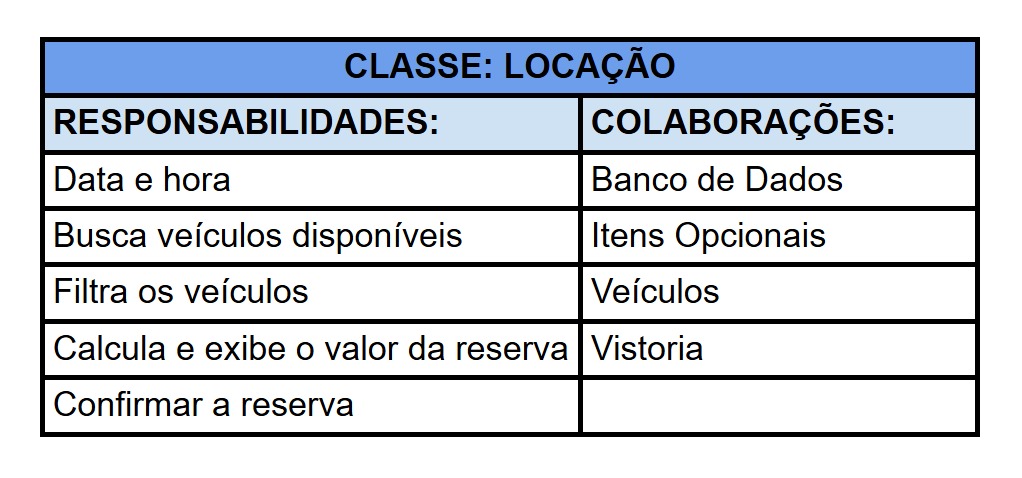 CLASSE: LOCAÇÃO
RESPONSABILIDADES: COLABORAÇÕES:
Data e hora Banco de Dados
Busca veículos disponíveis Itens Opcionais
Filtra os veículos Veículos
Calcula e exibe o valor da reserva Vistoria
Confirmar a reserva